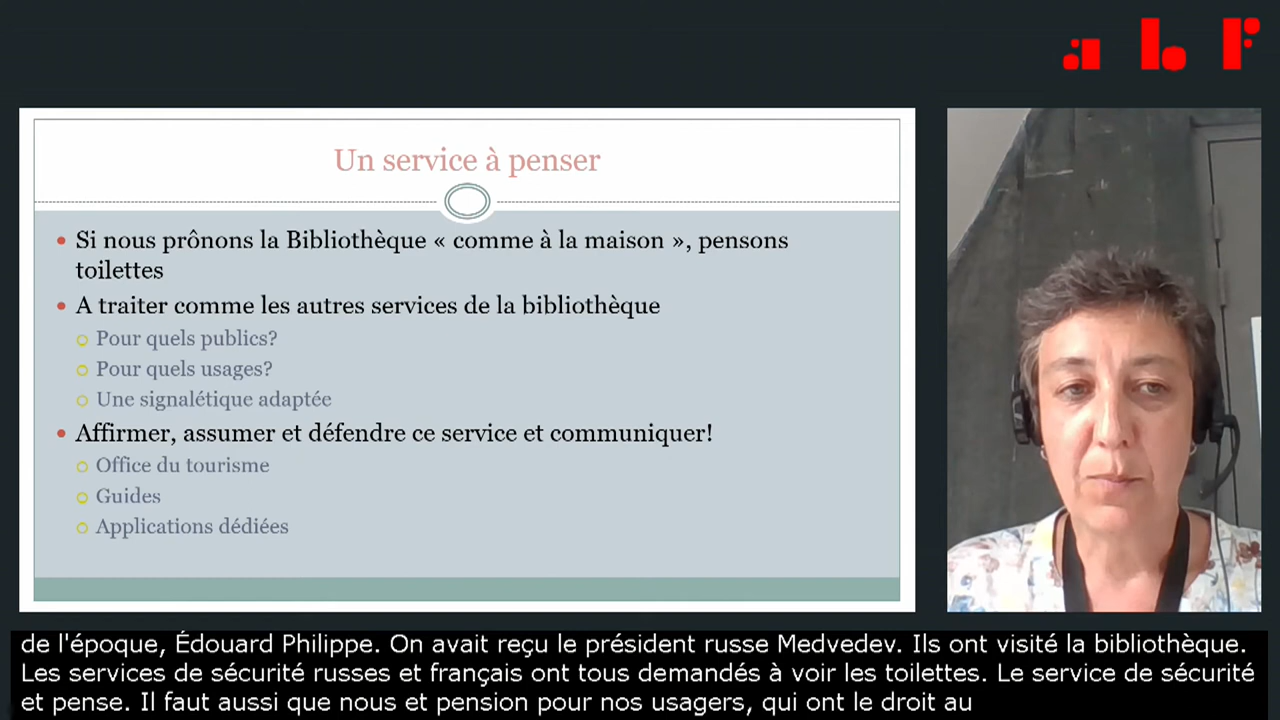 abf
Un service à penser
Si nous prônons la Bibliothèque « comme à la maison », pensons
toilettes
A traiter comme les autres services de la bibliothèque
Pour quels publics?
Pour quels usages?
Une signalétique adaptée
Affirmer, assumer et défendre ce service et communiquer!
Office du tourisme
Guides
Applications dédiées
de l'époque, Édouard Philippe. On avait reçu le président russe Medvedev. Ils ont visité la bibliothèque.
Les services de sécurité russes et français ont tous demandés à voir les toilettes. Le service de sécurité
et pense. Il faut aussi que nous et pension pour nos usagers, qui ont le droit au